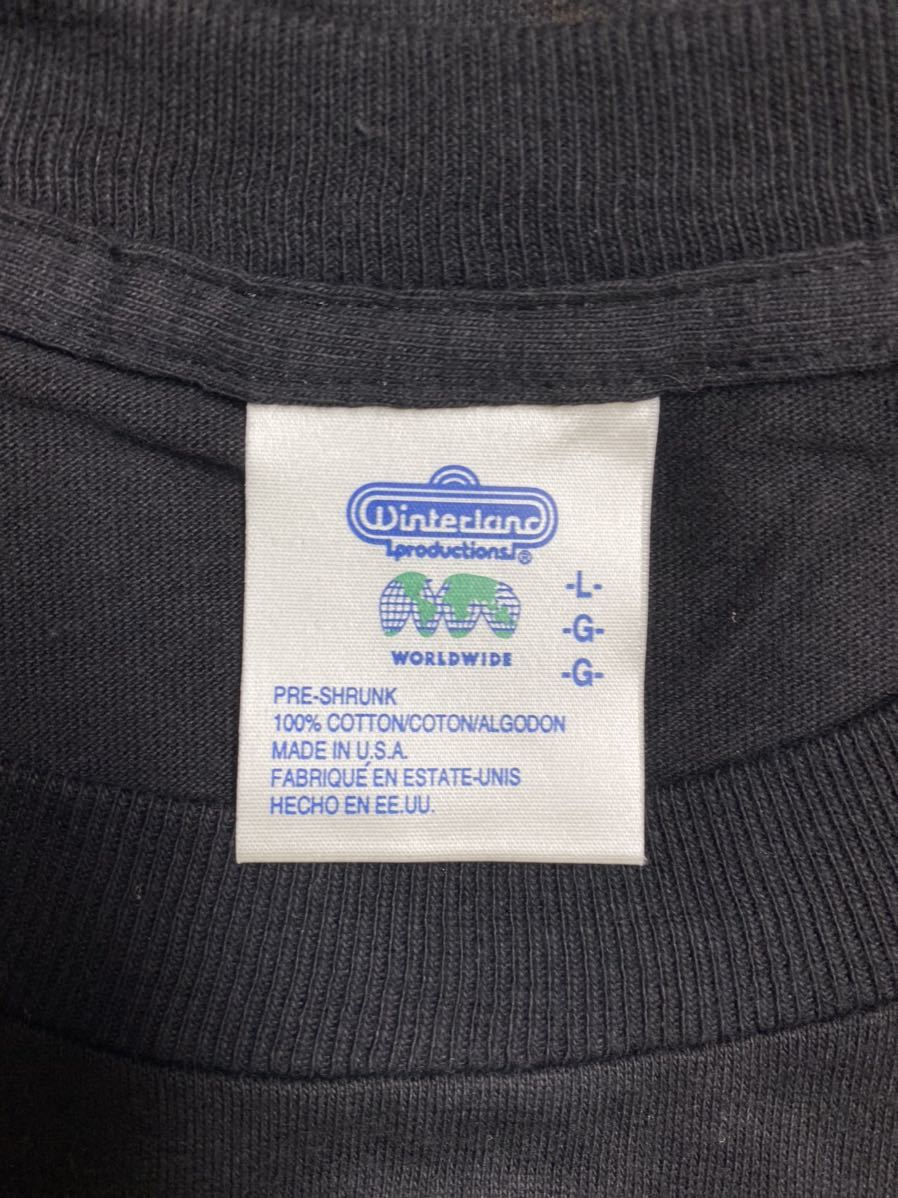 Winterland
productions®
WORLDWIDE
-L-
-G-
-G-
PRE-SHRUNK
100% COTTON/COTON/ALGODON
MADE IN U.S.A.
FABRIQUÉ EN ESTATE-UNIS
HECHO EN EE.UU.